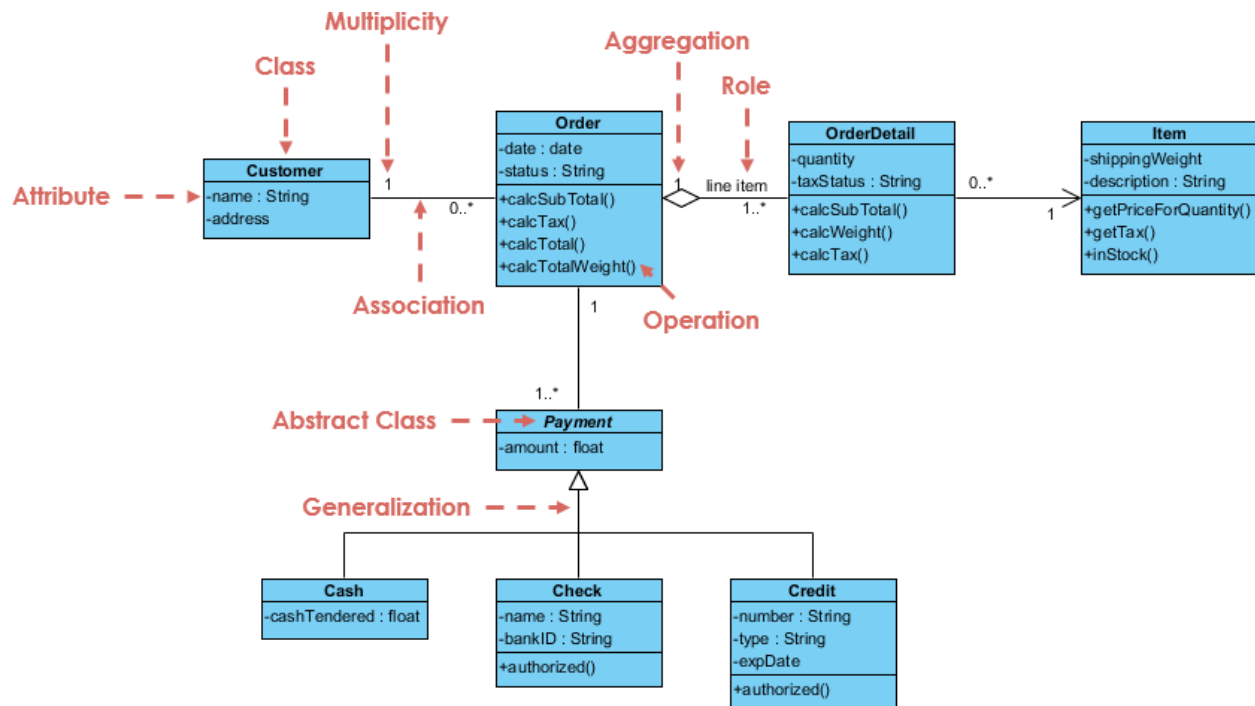 Multiplicity
Aggregation
Class
Role
Order
-date : date
-status : String
+calcSubTotal()
+calcTax()
+calcTotal()
+calcTotalWeight()
OrderDetail
-quantity
-taxStatus : String
+calcSubTotal()
+calcWeight()
+calcTax()
Item
-shippingWeight
-description : String
+getPriceForQuantity()
+getTax()
+inStock()
Customer
-name : String
-address
Attribute
1
0..*
1
line item
1..*
0..*
1
Association
Operation
1
1..*
Abstract Class
Payment
-amount : float
Generalization
Cash
-cashTendered : float
Check
-name : String
-bankID : String
+authorized()
Credit
-number : String
-type : String
-expDate
+authorized()